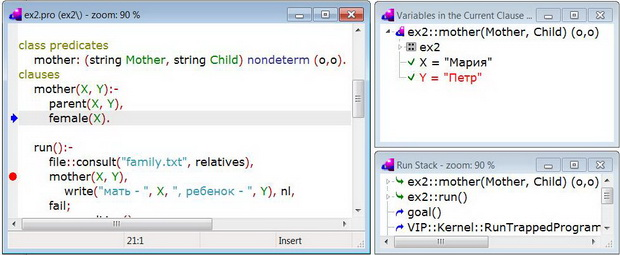 ex2.pro (ex2\) - zoom: 90 %
class predicates
mother: (string Mother, string Child) nondeterm (o,o).
clauses
mother(X, Y):-
parent(X, Y),
female(X).
run():-
file::consult("family.txt", relatives),
mother(X, Y),
write("мать - ", X, ", ребенок - ", Y), nl,
fail;
21:1 Insert
Variables in the Current Clause ...
ex2::mother(Mother, Child) (o,o)
ex2
X = "Мария"
Y = "Петр"
Run Stack - zoom: 90 %
ex2::mother(Mother, Child) (o,o)
ex2::run()
goal()
VIP::Kernel::RunTrappedProgram